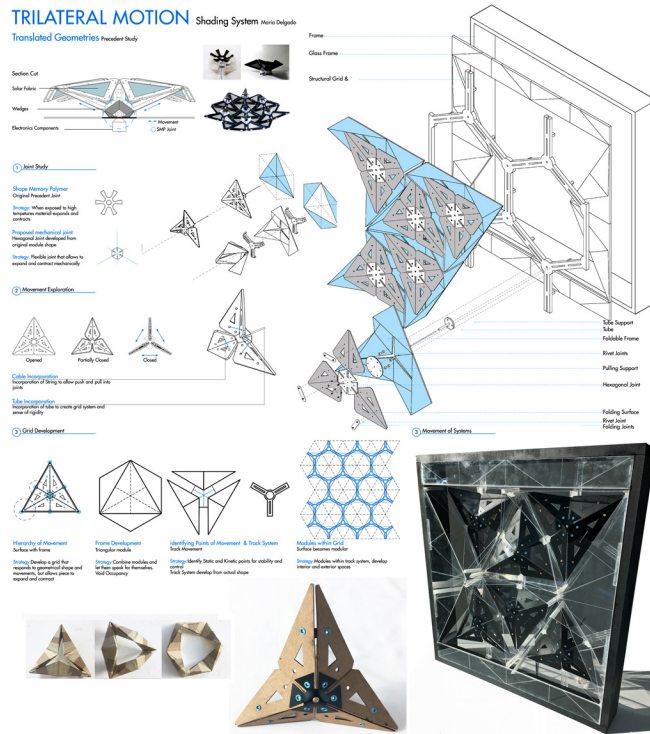 TRILATERAL MOTION Shading System Maria Delgado
Translated Geometries Precedent Study
Section Cut
Solar Fabric
Wedges
Electronics Components
Movement
SMP Joint
1 Joint Study
Shape Memory Polymer
Original Precedent Joint
Strategy: When exposed to high
tempetures material expands and
contracts
Proposed mechanical joint
Hexagonal Joint developed from
original module shape
Strategy: Flexible joint that allows to
expand and contract mechanically
2 Movement Exploration
Opened
Partially Closed
Closed
Cable Incorporation
Incorporation of String to allow push and pull into
joints
Tube Incorporation
Incorporation of tube to create grid system and
sense of rigidity
3 Grid Development
Hierarchy of Movement
Surface with frame
Strategy: Develop a grid that
responds to geometrical shape and
movements, but allows piece to
expand and contract
Frame Development
Triangular module
Strategy: Combine modules and
let them speak for themselves.
Void Occupancy
Identifying Points of Movement & Track System
Track Movement
Strategy: Identify Static and Kinetic points for stability and
control
Track System develop from actual shape
Modules within Grid
Surface becomes modular
Strategy: Modules within track system, develop
interior and exterior spaces
Frame
Glass Frame
Structural Grid &
Tube Support
Tube
Foldable Frame
Rivet Joints
Pulling Support
Hexagonal Joint
Folding Surface
Rivet Joint
Folding Joints
3 Movement of Systems